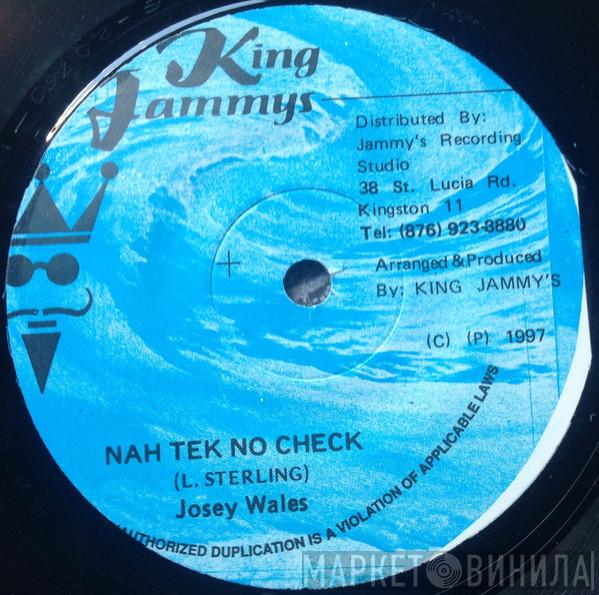 King
Jammys
Distributed By:
Jammy's Recording
Studio
38 St. Lucia Rd.
Kingston 11
Tel: (876) 923-8880
Arranged & Produced
By: KING JAMMY'S
(C) (P) 1997
NAH TEK NO CHECK
(L. STERLING)
Josey Wales
AUTHORIZED DUPLICATION IS A VIOLATION OF APPLICABLE LAWS
МАРКЕТ ВИНИЛА